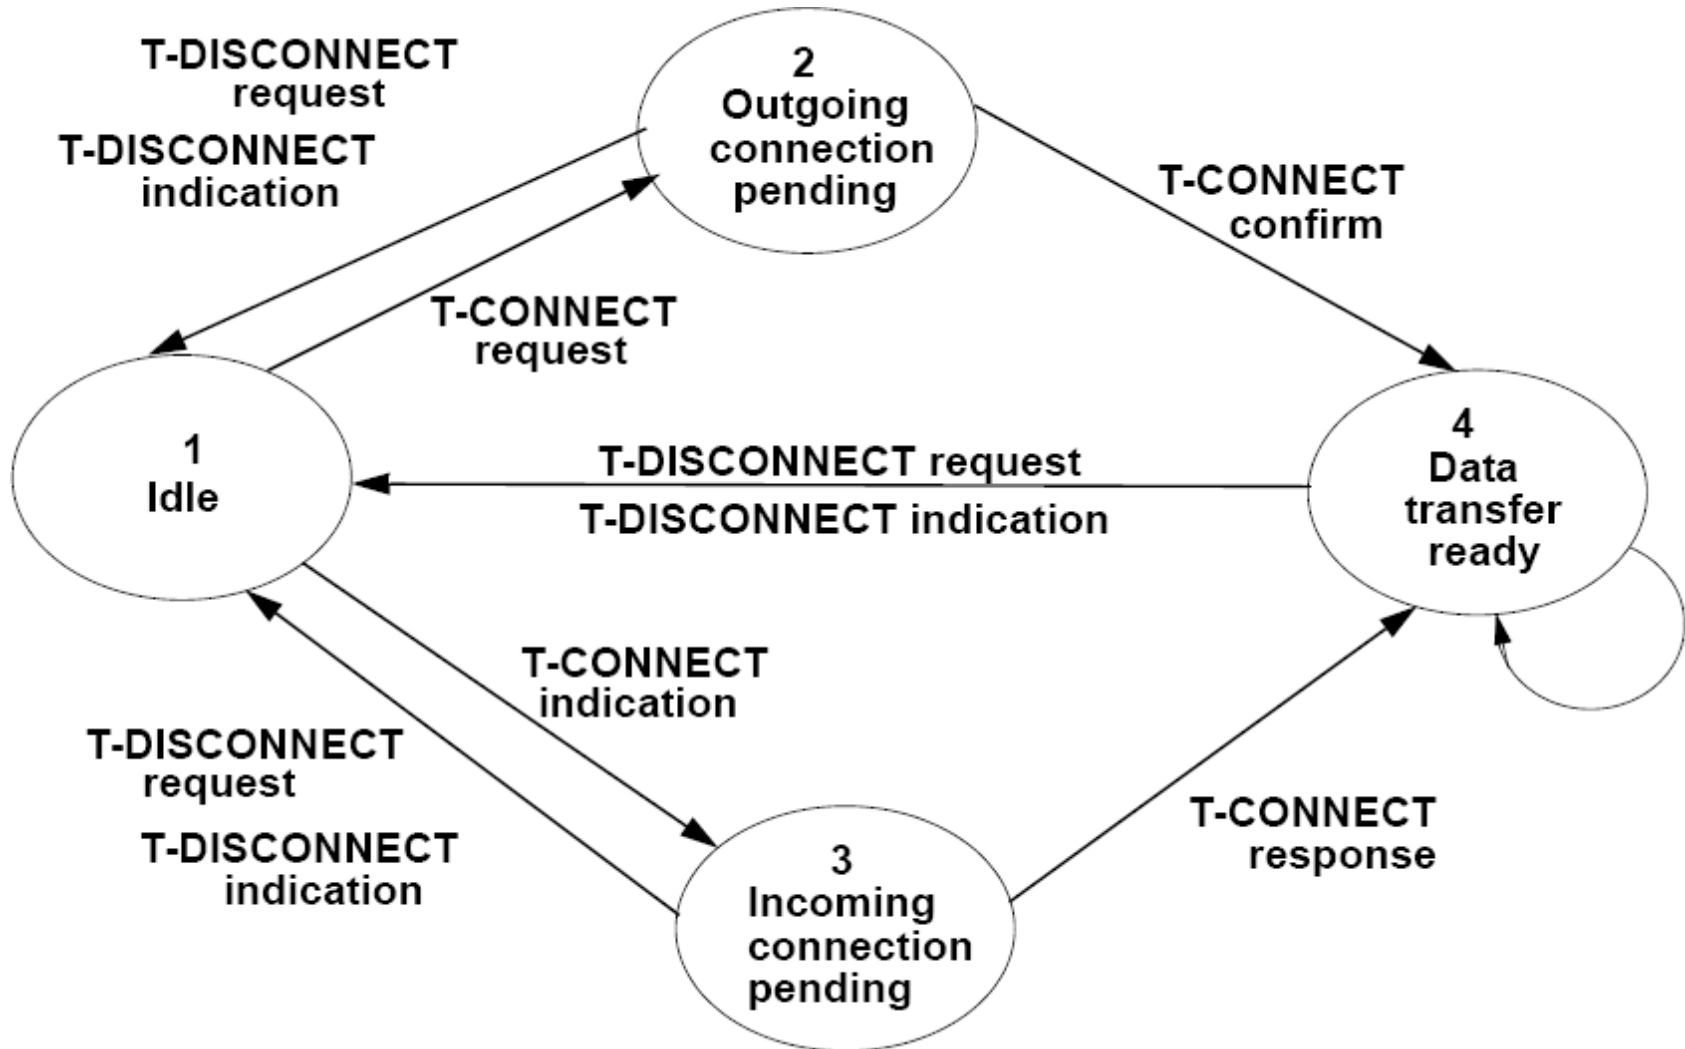 T-DISCONNECT
request
T-DISCONNECT
indication
2
Outgoing
connection
pending
T-CONNECT
confirm
T-CONNECT
request
1
Idle
T-DISCONNECT request
T-DISCONNECT indication
4
Data
transfer
ready
T-CONNECT
indication
T-DISCONNECT
request
T-DISCONNECT
indication
3
Incoming
connection
pending
T-CONNECT
response